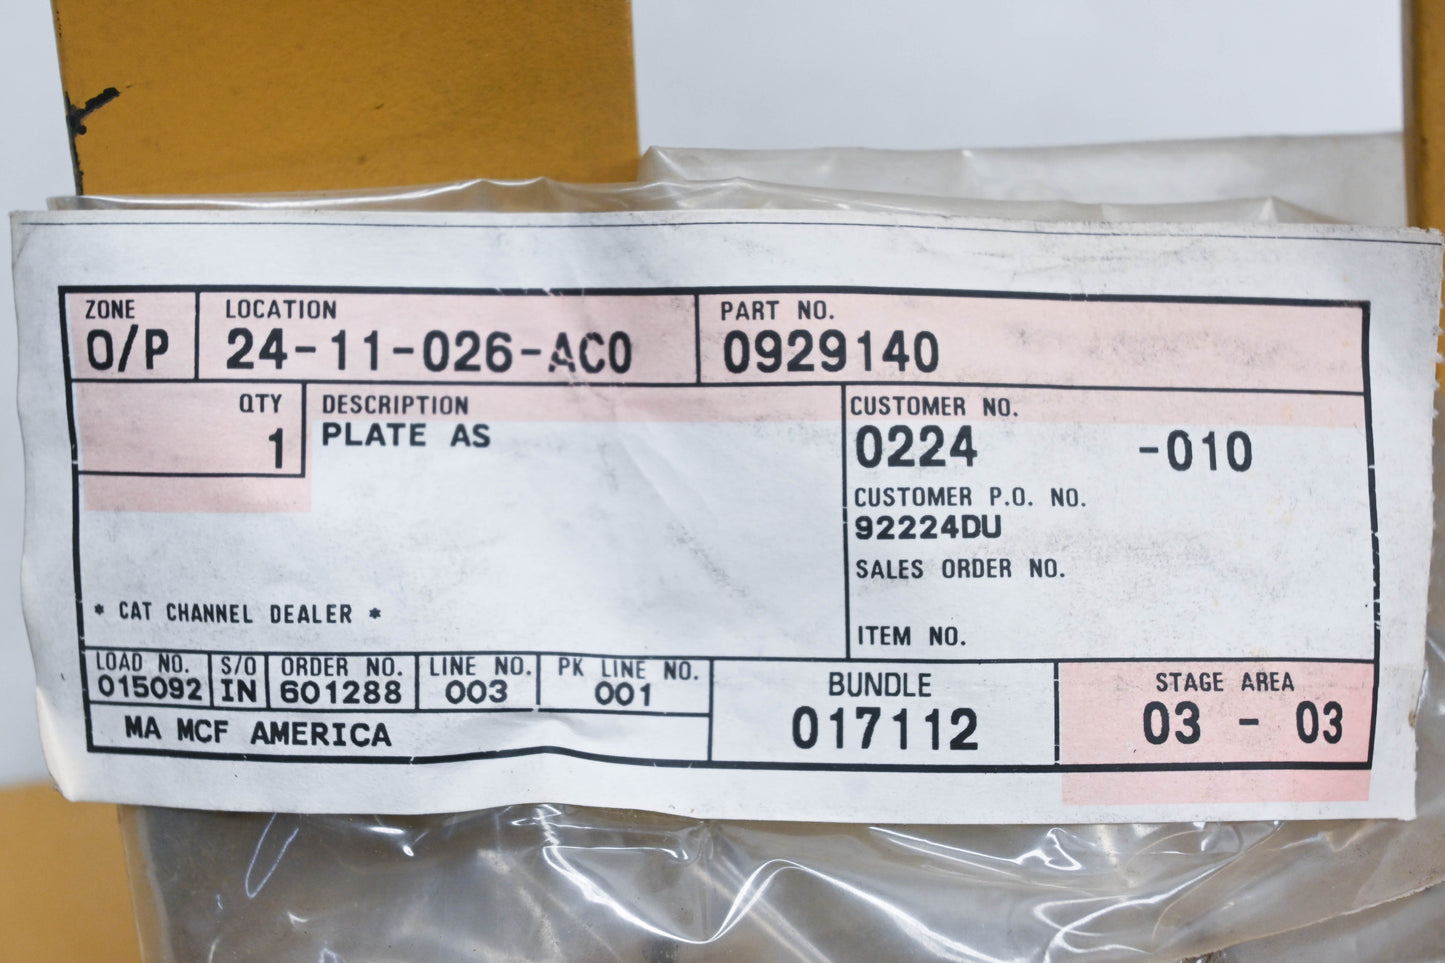 ZONE LOCATION PART NO.
O/P 24-11-026-AC0 0929140
QTY DESCRIPTION CUSTOMER NO.
1 PLATE AS 0224 -010
CUSTOMER P.O. NO.
92224DU
SALES ORDER NO.
* CAT CHANNEL DEALER *
ITEM NO.
LOAD NO. S/O ORDER NO. LINE NO. PK LINE NO. BUNDLE STAGE AREA
015092 IN 601288 003 001 017112 03 - 03
MA MCF AMERICA